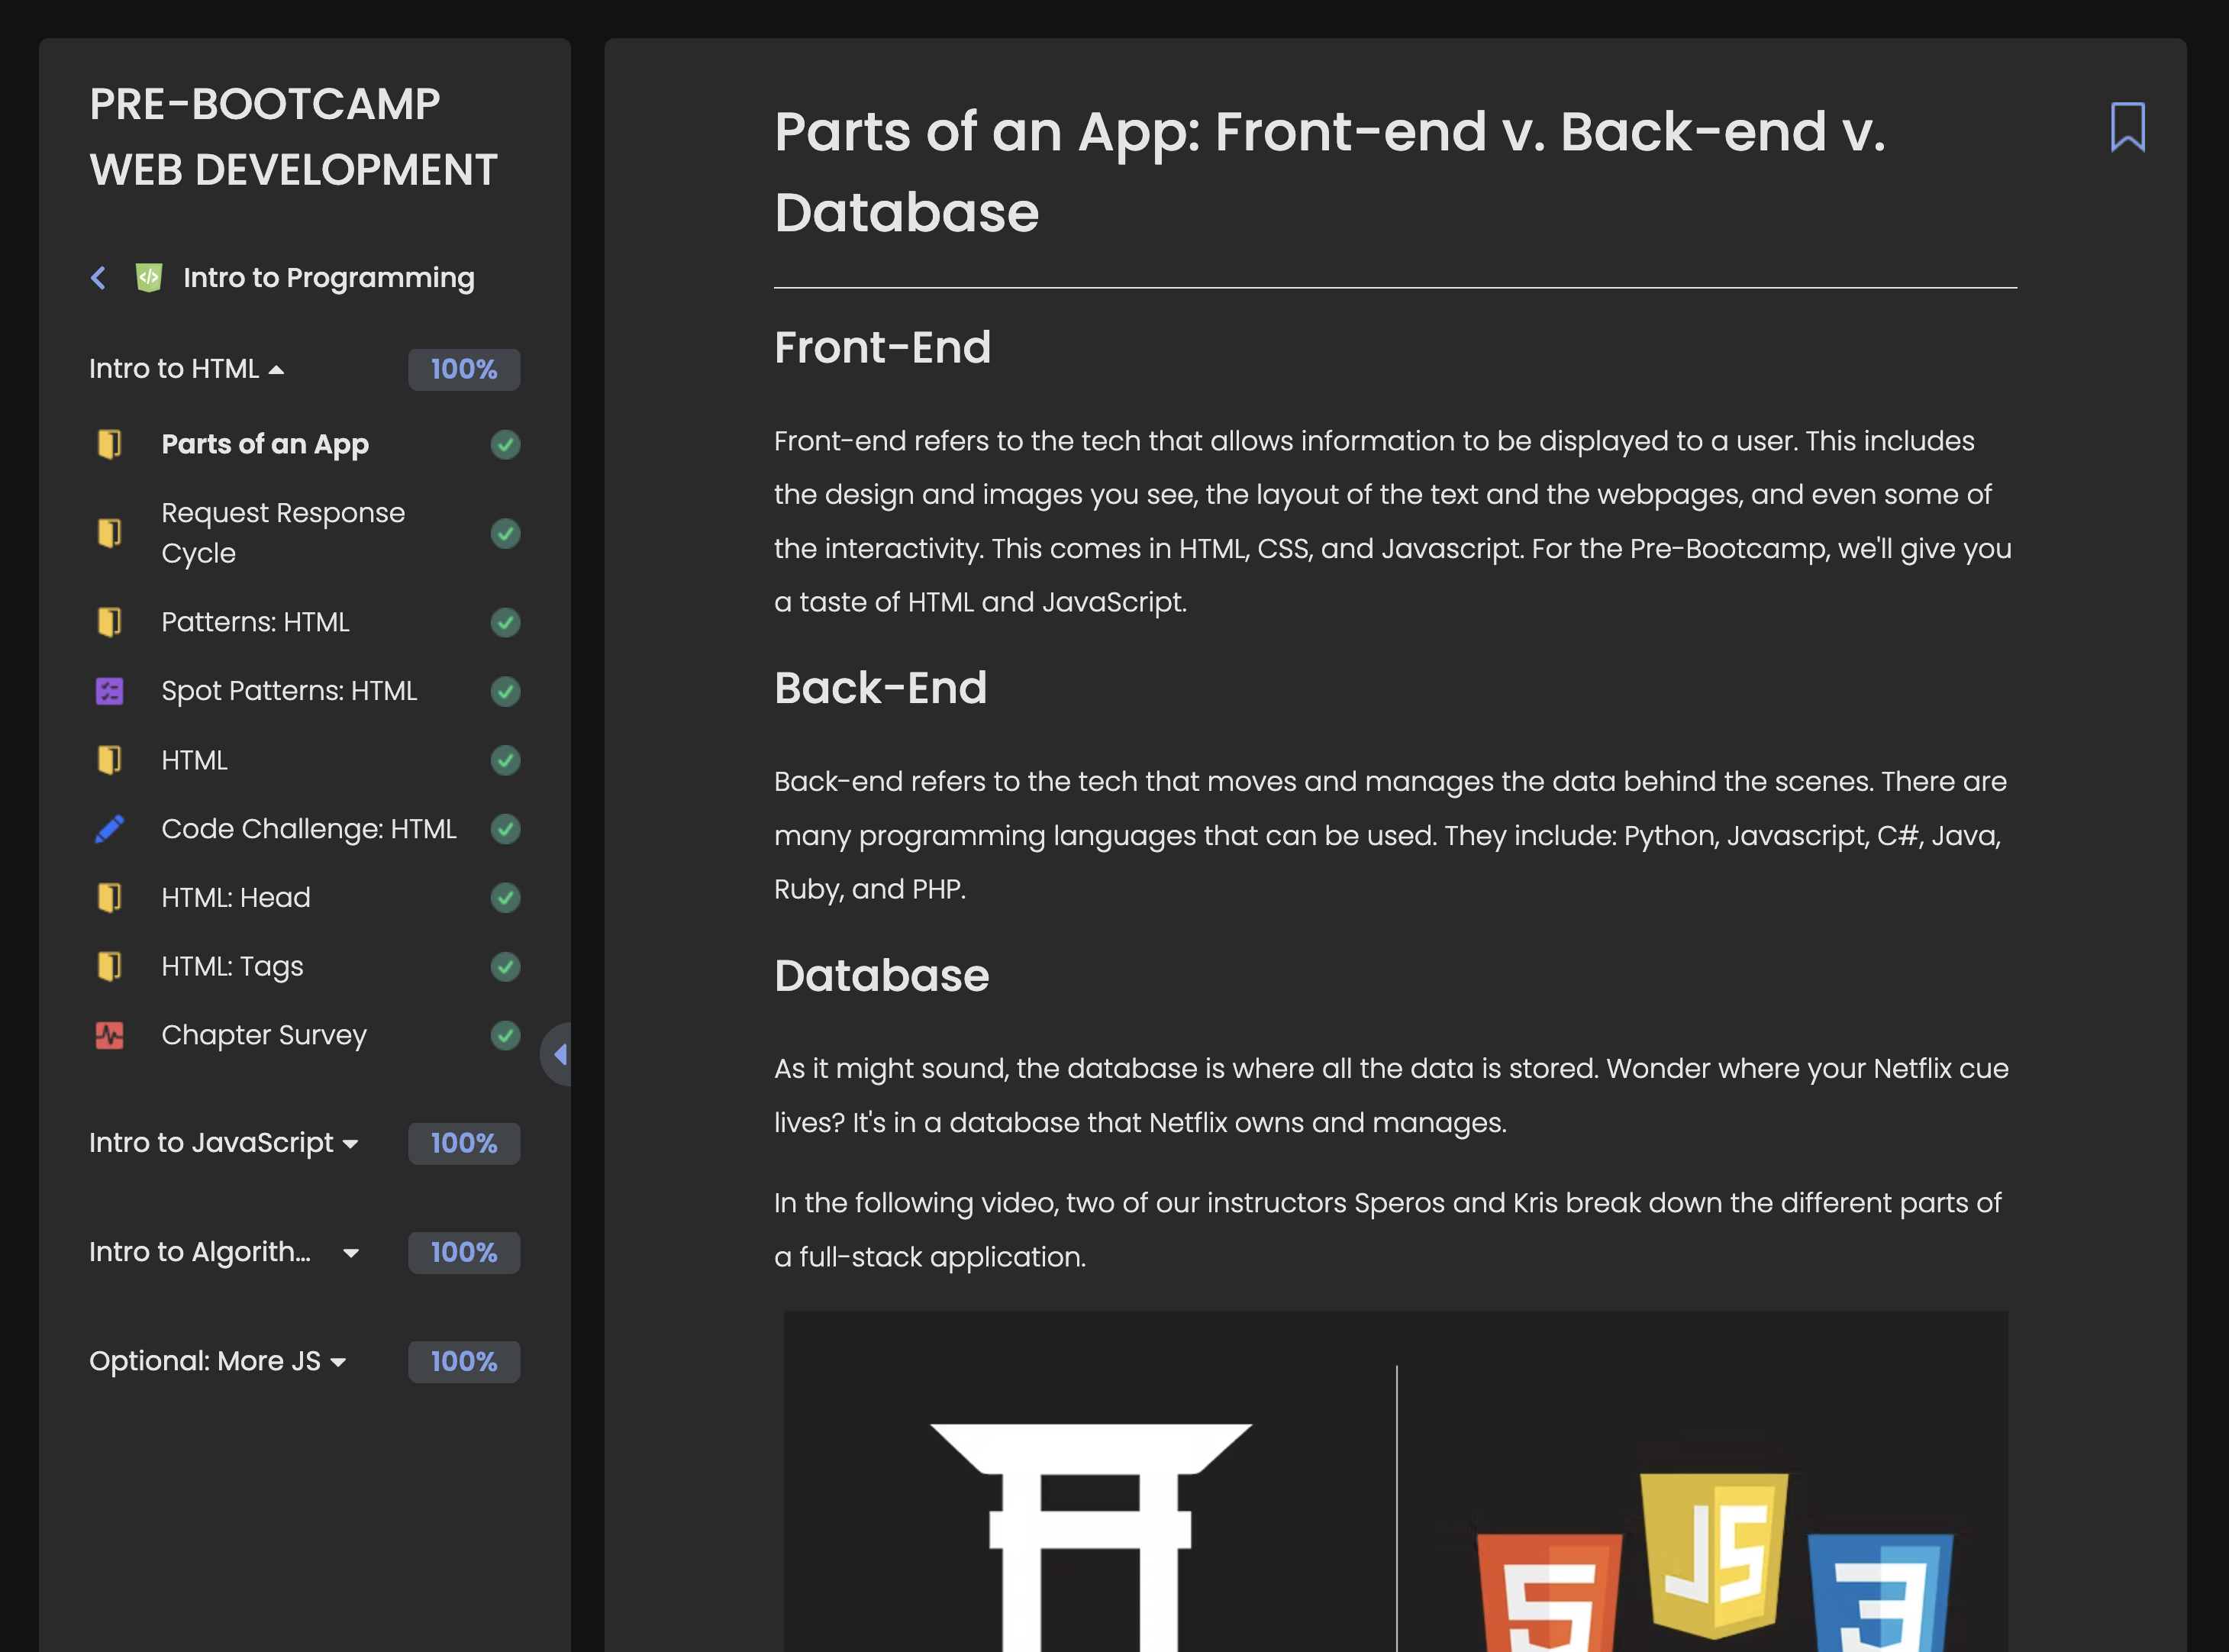 PRE-BOOTCAMP
WEB DEVELOPMENT
Intro to Programming
Intro to HTML
100%
Parts of an App
Request Response
Cycle
Patterns: HTML
Spot Patterns: HTML
HTML
Code Challenge: HTML
HTML: Head
HTML: Tags
Chapter Survey
Intro to JavaScript
100%
Intro to Algorith...
100%
Optional: More JS
100%
Parts of an App: Front-end v. Back-end v.
Database
Front-End
Front-end refers to the tech that allows information to be displayed to a user. This includes
the design and images you see, the layout of the text and the webpages, and even some of
the interactivity. This comes in HTML, CSS, and Javascript. For the Pre-Bootcamp, we'll give you
a taste of HTML and JavaScript.
Back-End
Back-end refers to the tech that moves and manages the data behind the scenes. There are
many programming languages that can be used. They include: Python, Javascript, C#, Java,
Ruby, and PHP.
Database
As it might sound, the database is where all the data is stored. Wonder where your Netflix cue
lives? It's in a database that Netflix owns and manages.
In the following video, two of our instructors Speros and Kris break down the different parts of
a full-stack application.
JS
5
3